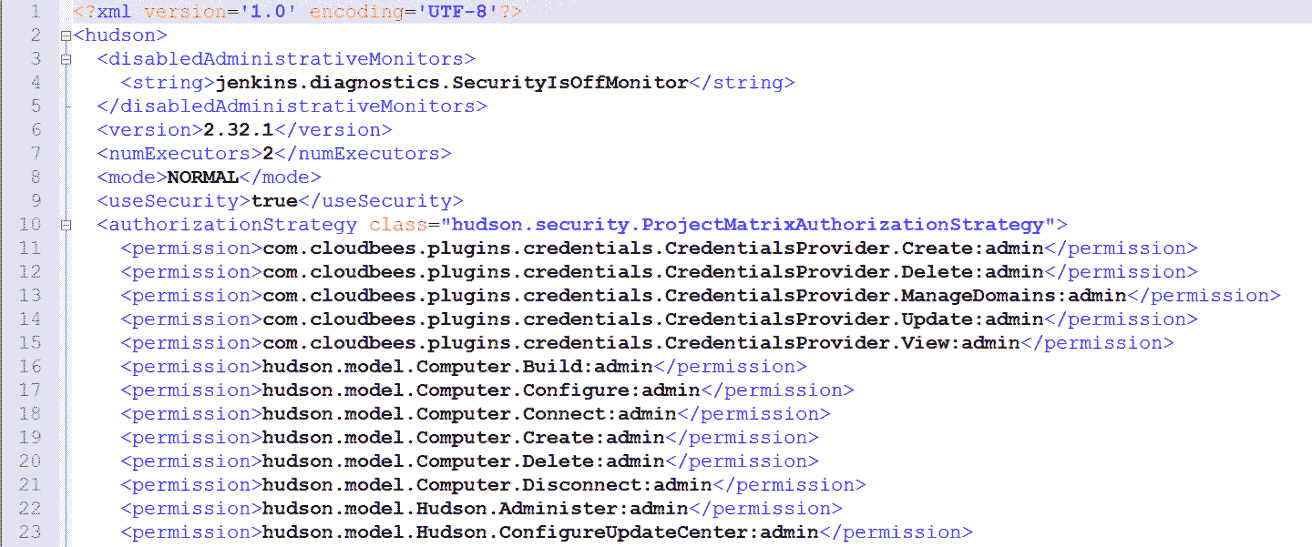 1 <?xml version='1.0' encoding='UTF-8'?>
2 <hudson>
3 <disabledAdministrativeMonitors>
4 <string>jenkins.diagnostics.SecurityIsOffMonitor</string>
5 </disabledAdministrativeMonitors>
6 <version>2.32.1</version>
7 <numExecutors>2</numExecutors>
8 <mode>NORMAL</mode>
9 <useSecurity>true</useSecurity>
10 <authorizationStrategy class="hudson.security.ProjectMatrixAuthorizationStrategy">
11 <permission>com.cloudbees.plugins.credentials.CredentialsProvider.Create:admin</permission>
12 <permission>com.cloudbees.plugins.credentials.CredentialsProvider.Delete:admin</permission>
13 <permission>com.cloudbees.plugins.credentials.CredentialsProvider.ManageDomains:admin</permission>
14 <permission>com.cloudbees.plugins.credentials.CredentialsProvider.Update:admin</permission>
15 <permission>com.cloudbees.plugins.credentials.CredentialsProvider.View:admin</permission>
16 <permission>hudson.model.Computer.Build:admin</permission>
17 <permission>hudson.model.Computer.Configure:admin</permission>
18 <permission>hudson.model.Computer.Connect:admin</permission>
19 <permission>hudson.model.Computer.Create:admin</permission>
20 <permission>hudson.model.Computer.Delete:admin</permission>
21 <permission>hudson.model.Computer.Disconnect:admin</permission>
22 <permission>hudson.model.Hudson.Administer:admin</permission>
23 <permission>hudson.model.Hudson.ConfigureUpdateCenter:admin</permission>